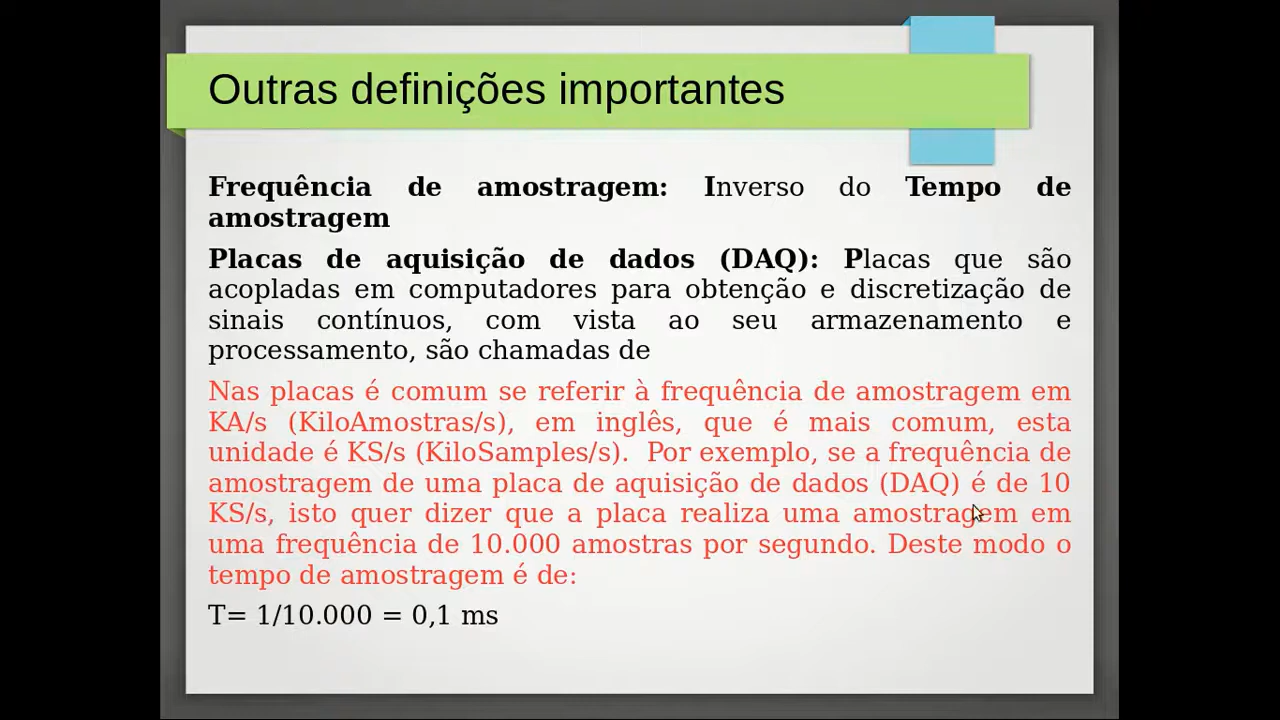 Outras definições importantes
Frequência de amostragem: Inverso do Tempo de
amostragem
Placas de aquisição de dados (DAQ): Placas que são
acopladas em computadores para obtenção e discretização de
sinais contínuos, com vista ao seu armazenamento e
processamento, são chamadas de
Nas placas é comum se referir à frequência de amostragem em
KA/s (KiloAmostras/s), em inglês, que é mais comum, esta
unidade é KS/s (KiloSamples/s).  Por exemplo, se a frequência de
amostragem de uma placa de aquisição de dados (DAQ) é de 10
KS/s, isto quer dizer que a placa realiza uma amostragem em
uma frequência de 10.000 amostras por segundo. Deste modo o
tempo de amostragem é de:
T= 1/10.000 = 0,1 ms